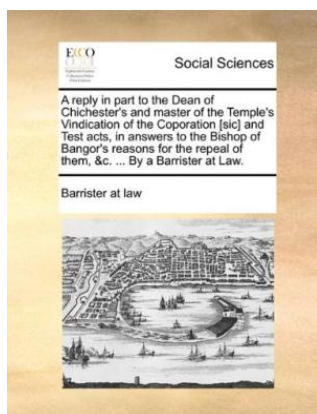 ECCO
Social Sciences
A reply in part to the Dean of
Chichester's and master of the Temple's
Vindication of the Coporation [sic] and
Test acts, in answers to the Bishop of
Bangor's reasons for the repeal of
them, &c. ... By a Barrister at Law.
Barrister at law